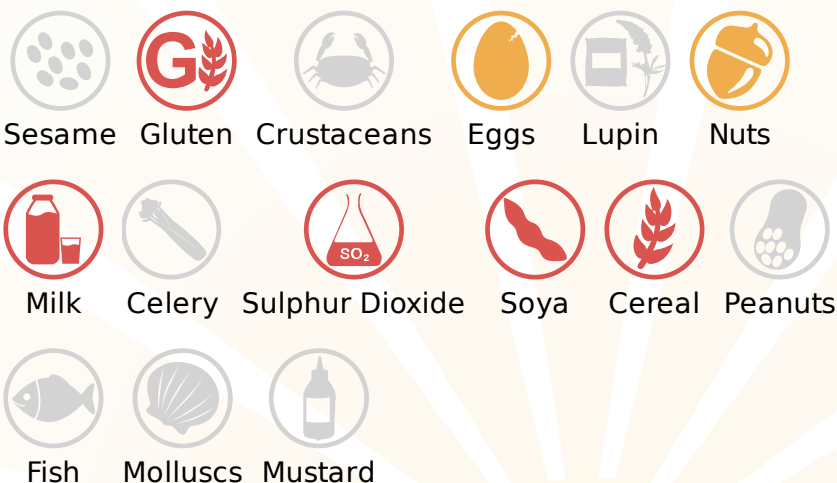 G
Sesame Gluten Crustaceans Eggs Lupin Nuts
SO₂
Milk Celery Sulphur Dioxide Soya Cereal Peanuts
Fish Molluscs Mustard